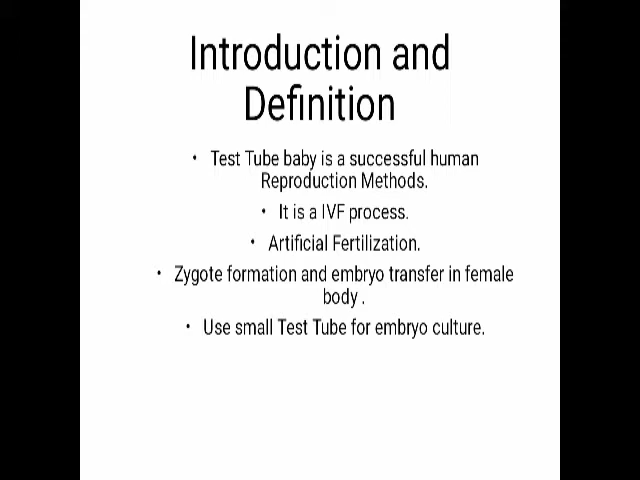 Introduction and
Definition
• Test Tube baby is a successful human
Reproduction Methods.
• It is a IVF process.
• Artificial Fertilization.
• Zygote formation and embryo transfer in female
body .
• Use small Test Tube for embryo culture.